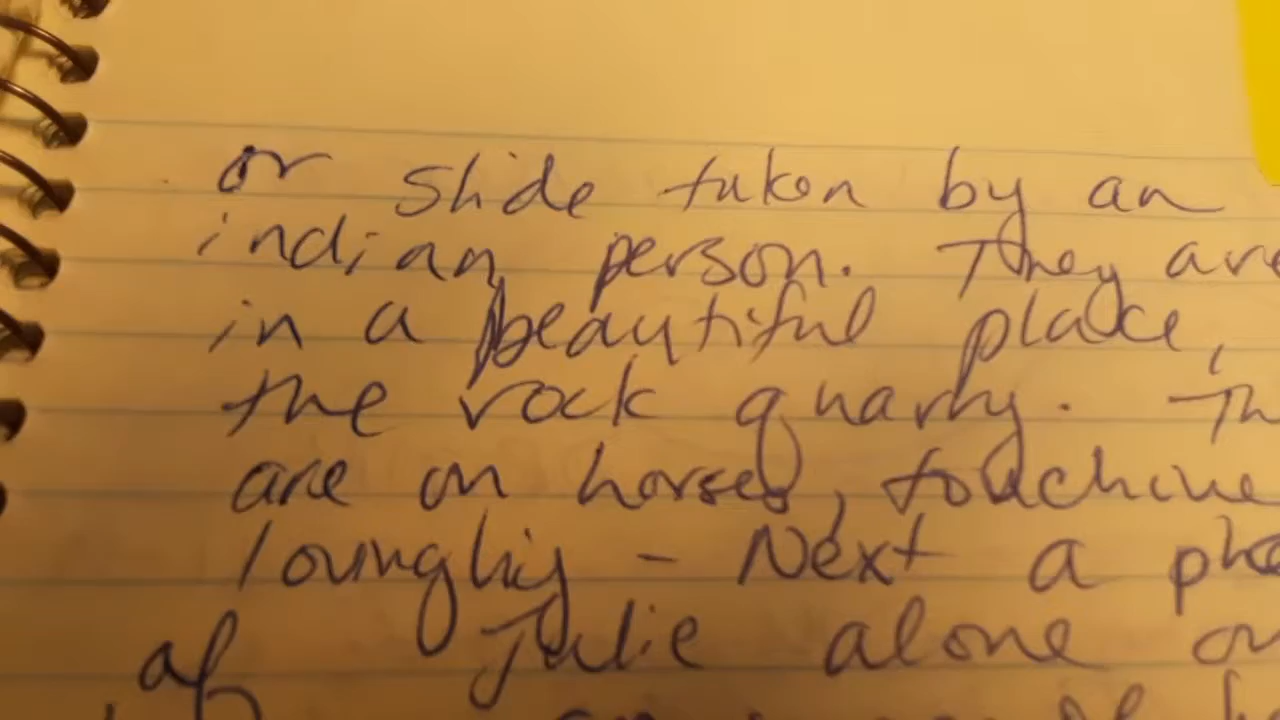 or slide taken by an
indian person. They are
in a beautiful place,
the rock quarry. Th
are on horses, touching
lovingly - Next a pho
of Julie alone on